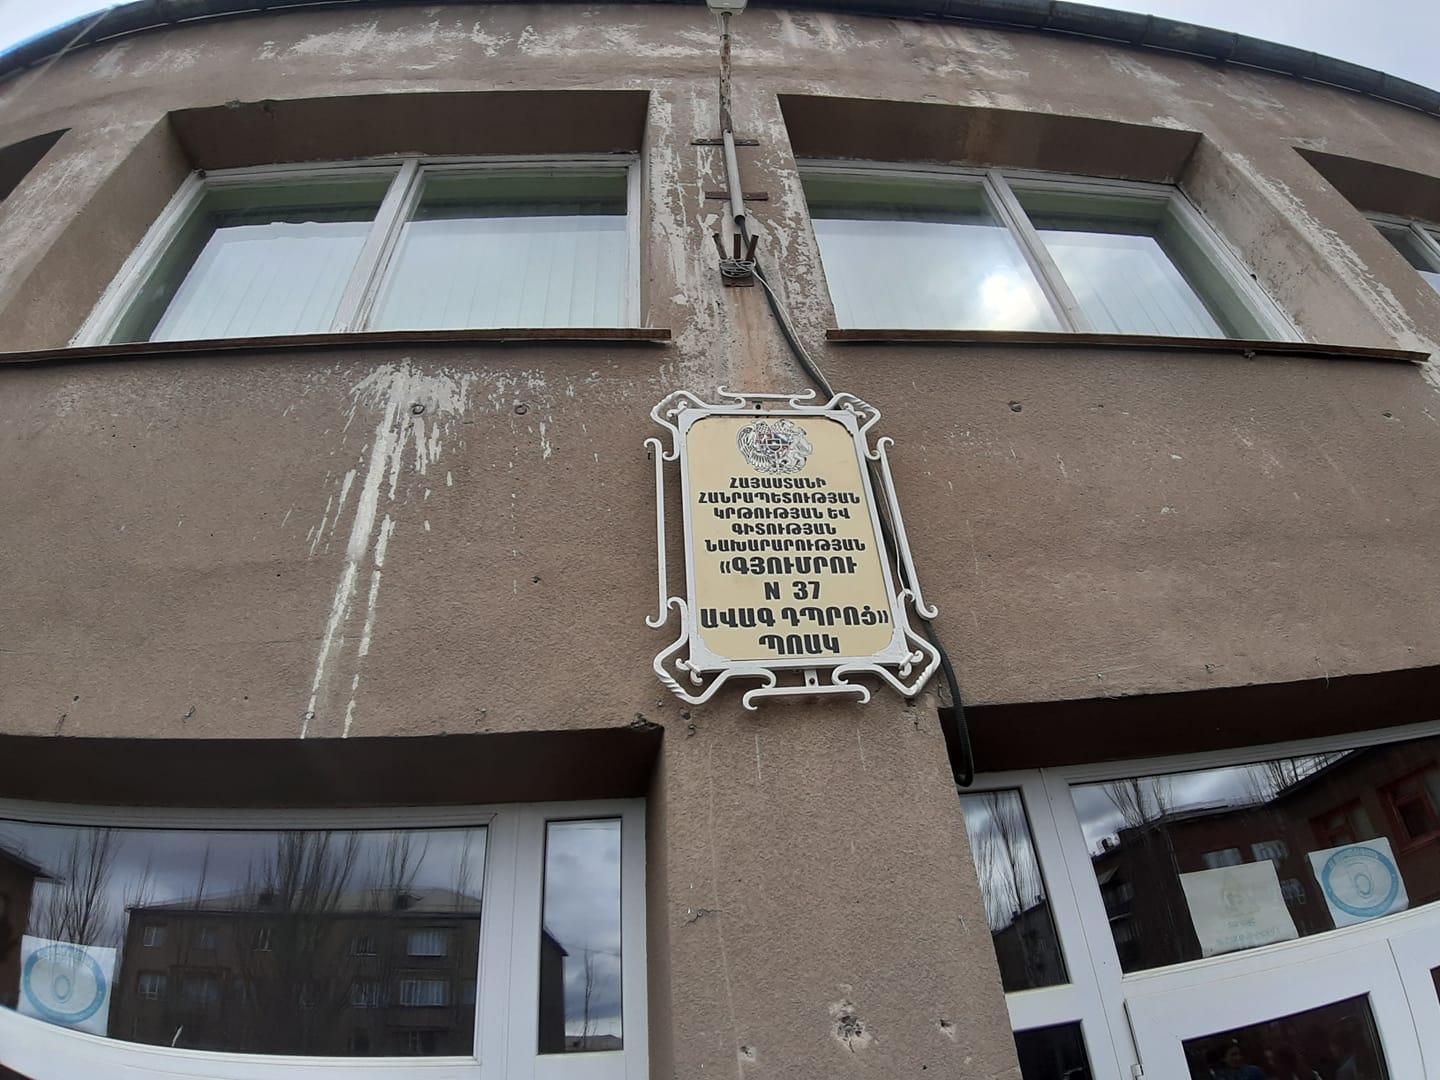 ՀԱՅԱՍՏԱՆԻ
ՀԱՆՐԱՊԵՏՈՒԹՅԱՆ
ԿՐԹՈՒԹՅԱՆ ԵՎ
ԳԻՏՈՒԹՅԱՆ
ՆԱԽԱՐԱՐՈՒԹՅԱՆ
«ԳՅՈՒՄՐՈՒ
N 37
ԱՎԱԳ ԴՊՐՈՑ»
ՊՈԱԿ